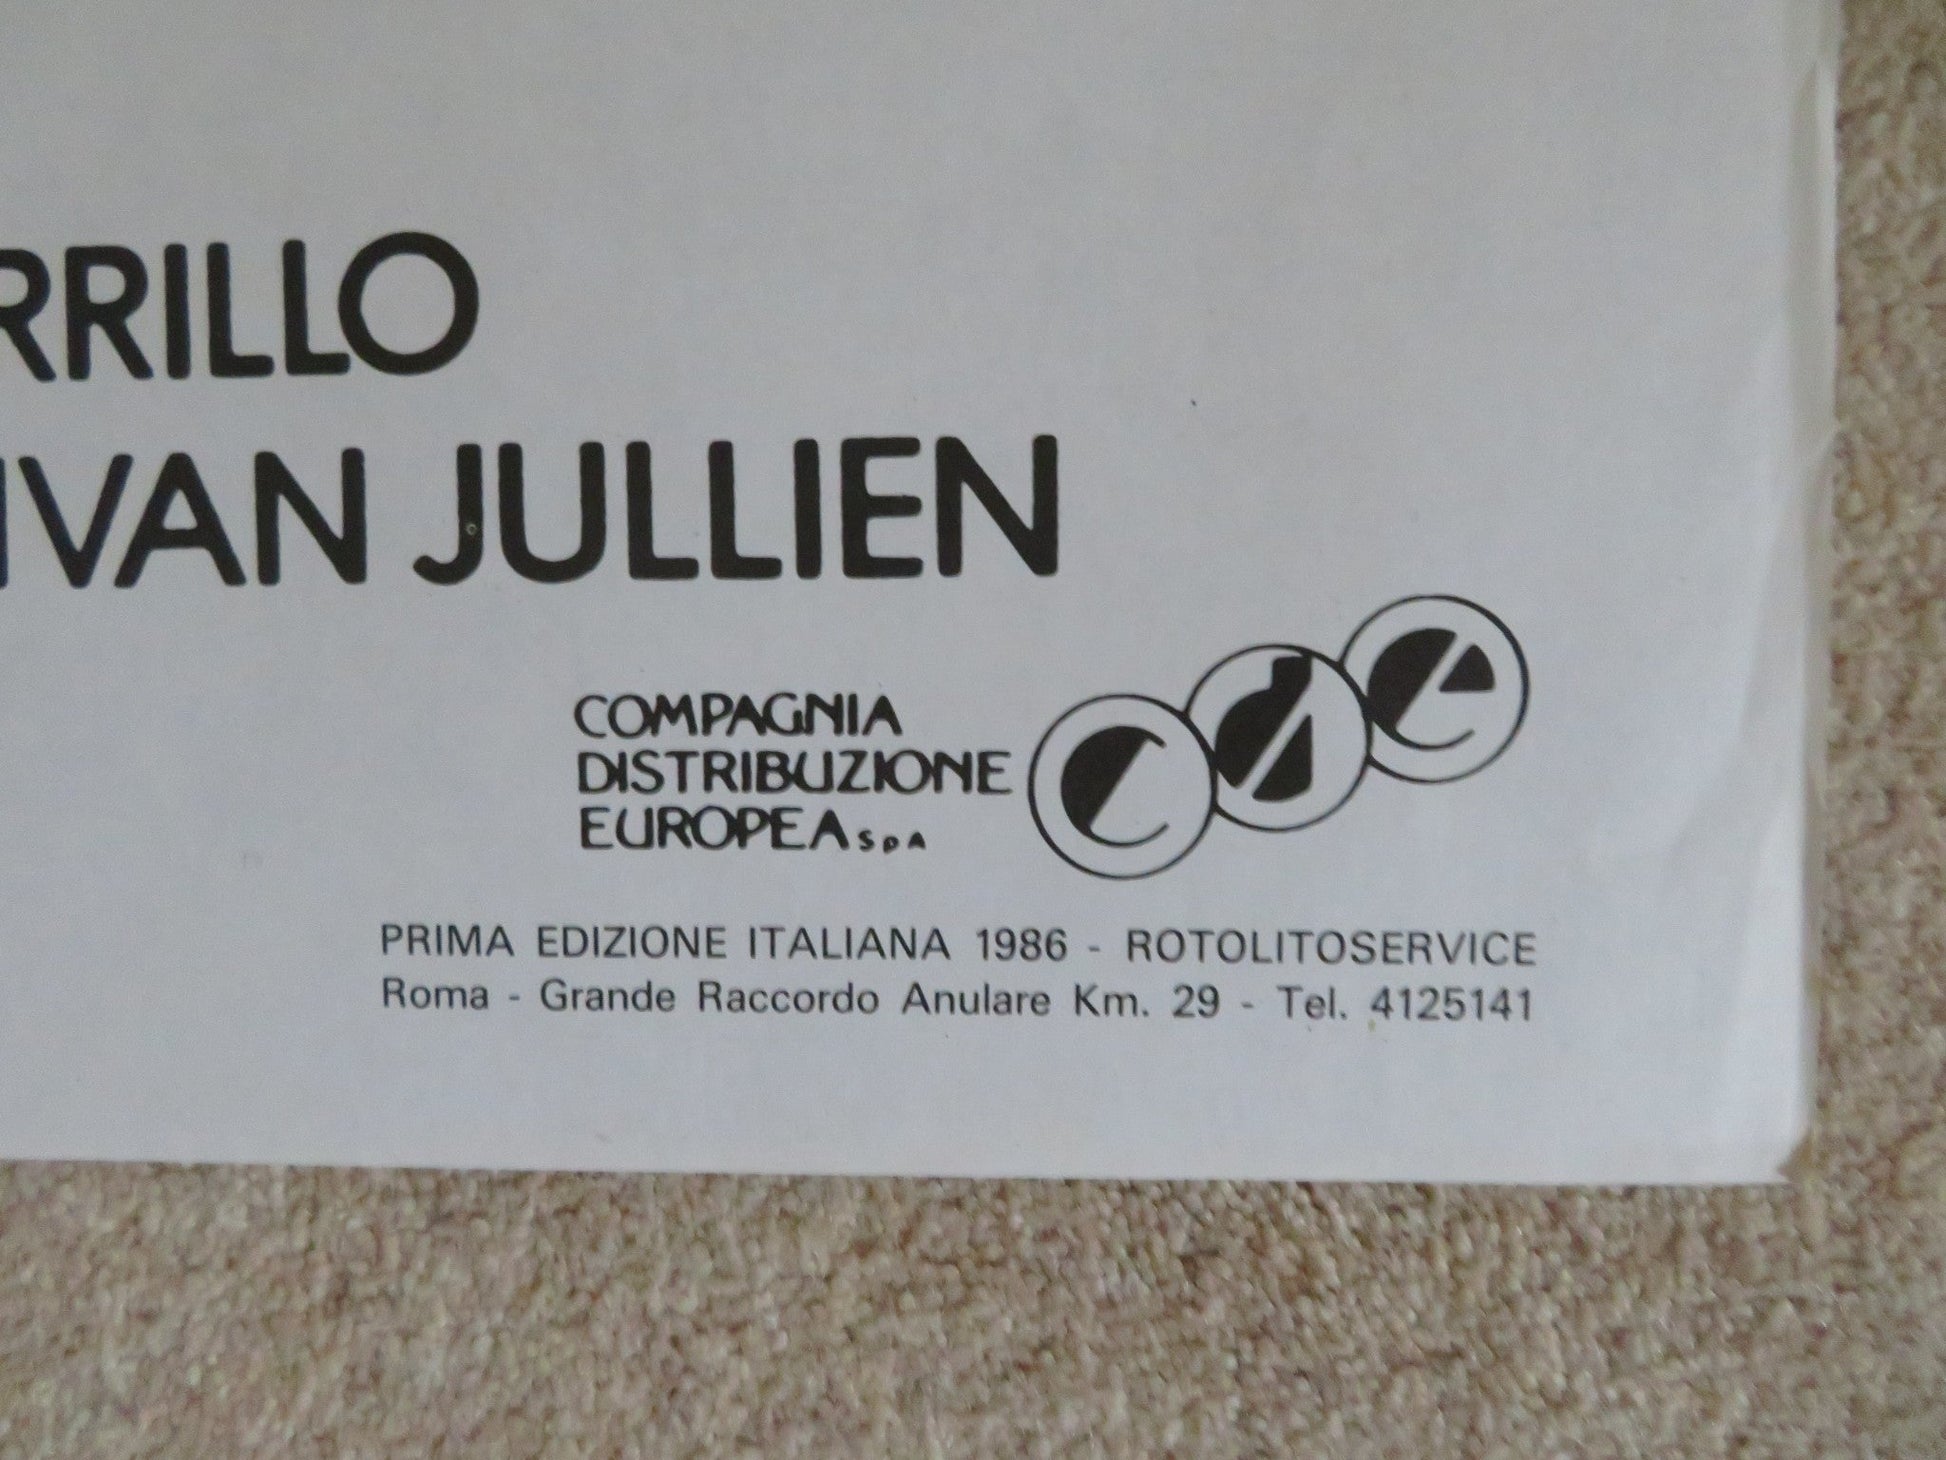 RRILLO
IVAN JULLIEN
COMPAGNIA
DISTRIBUZIONE
EUROPEA SpA
cde
PRIMA EDIZIONE ITALIANA 1986 - ROTOLITOSERVICE
Roma - Grande Raccordo Anulare Km. 29 - Tel. 4125141